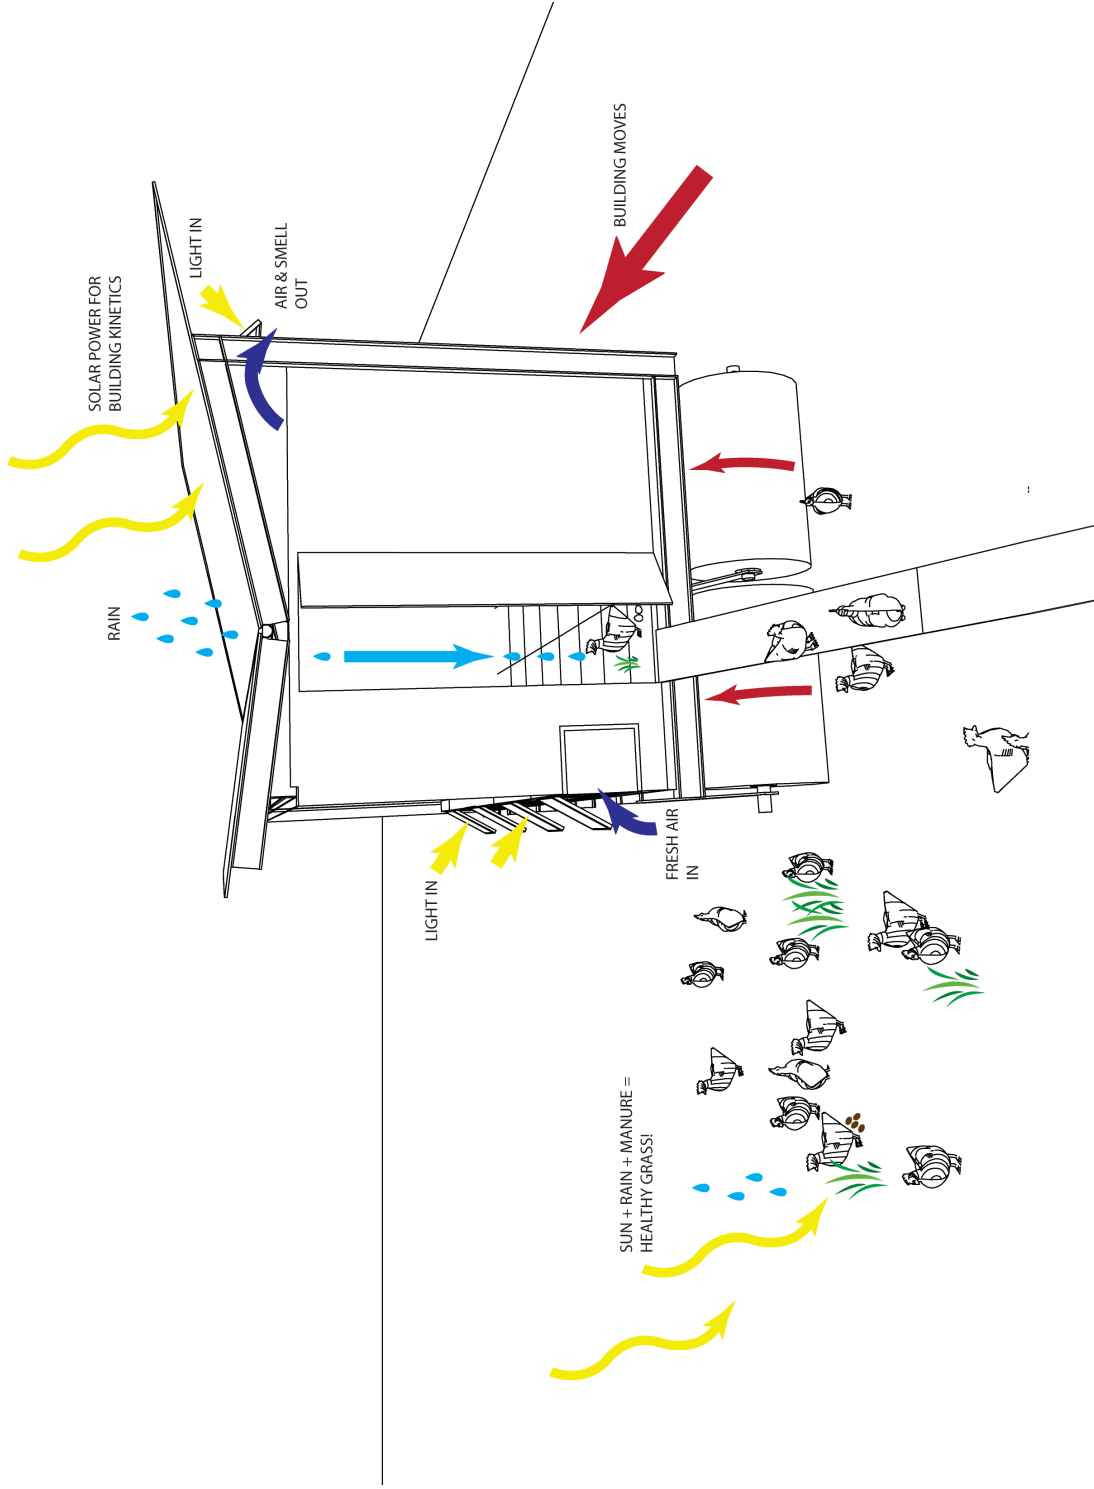 SOLAR POWER FOR
BUILDING KINETICS
LIGHT IN
AIR & SMELL
OUT
RAIN
BUILDING MOVES
LIGHT IN
FRESH AIR
IN
SUN + RAIN + MANURE =
HEALTHY GRASS!